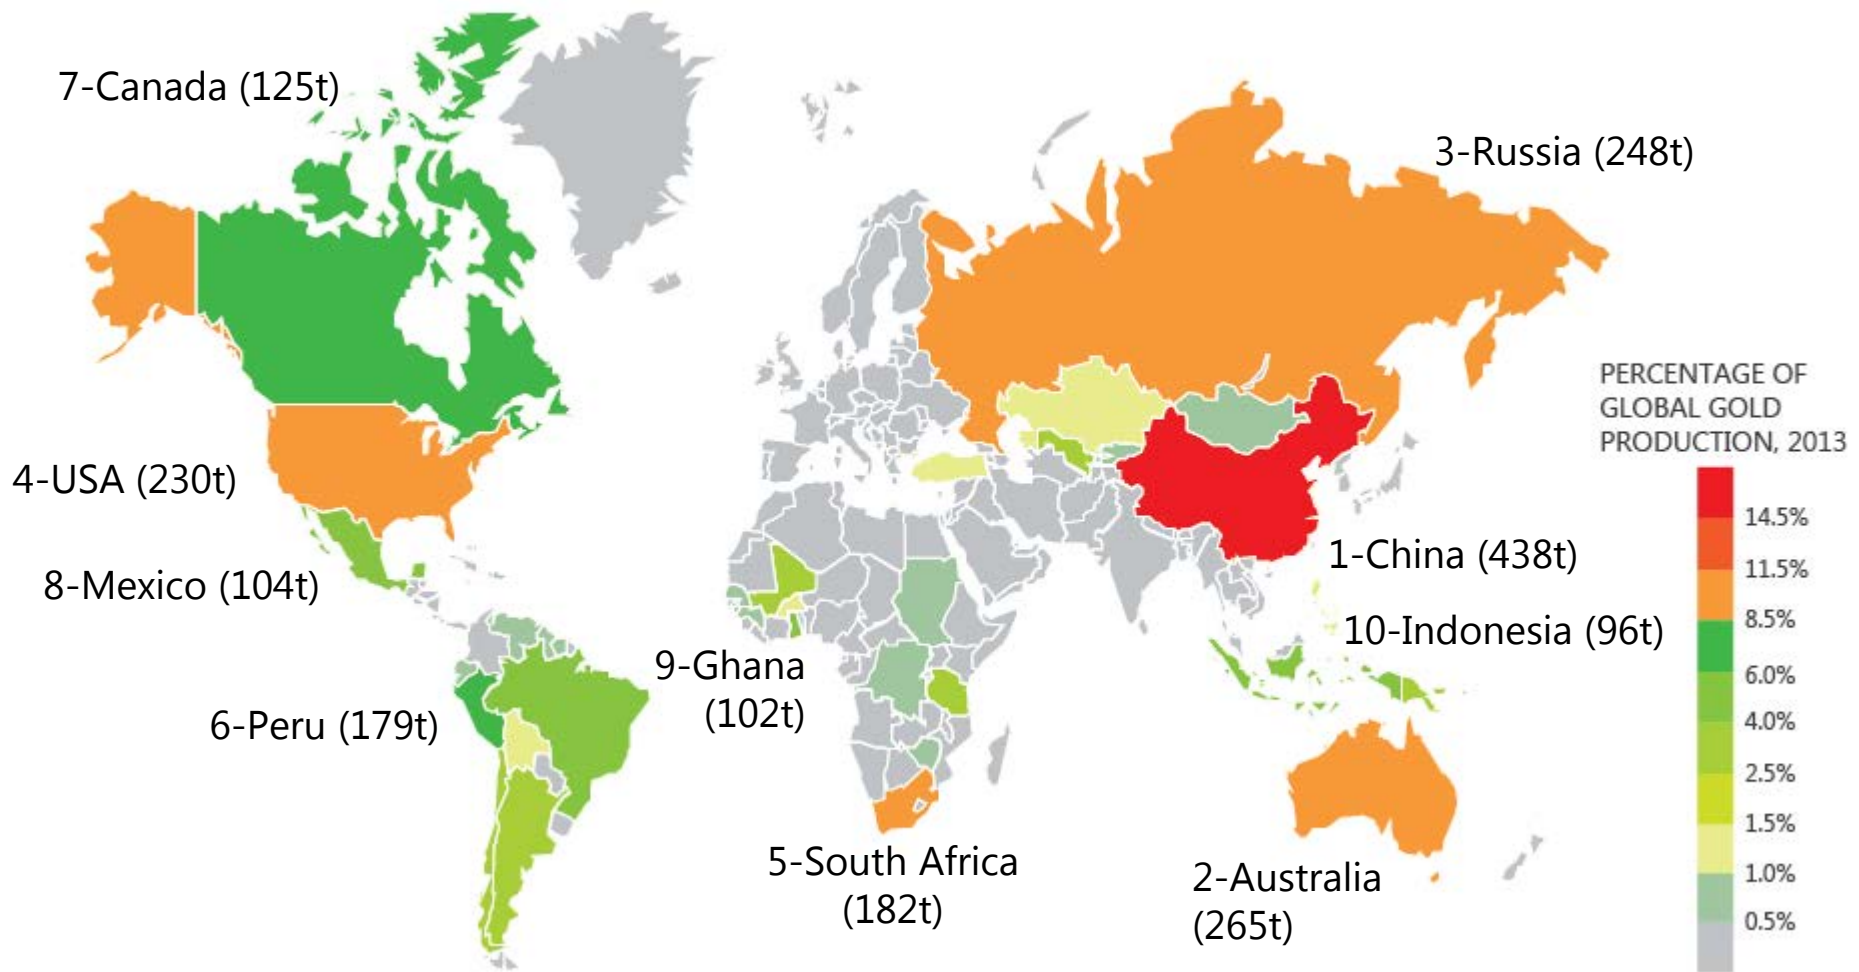 7-Canada (125t)
3-Russia (248t)
PERCENTAGE OF
GLOBAL GOLD
PRODUCTION, 2013
4-USA (230t)
14.5%
1-China (438t)
11.5%
8-Mexico (104t)
8.5%
10-Indonesia (96t)
9-Ghana
(102t)
6.0%
6-Peru (179t)
4.0%
2.5%
1.5%
5-South Africa
(182t)
1.0%
2-Australia
(265t)
0.5%